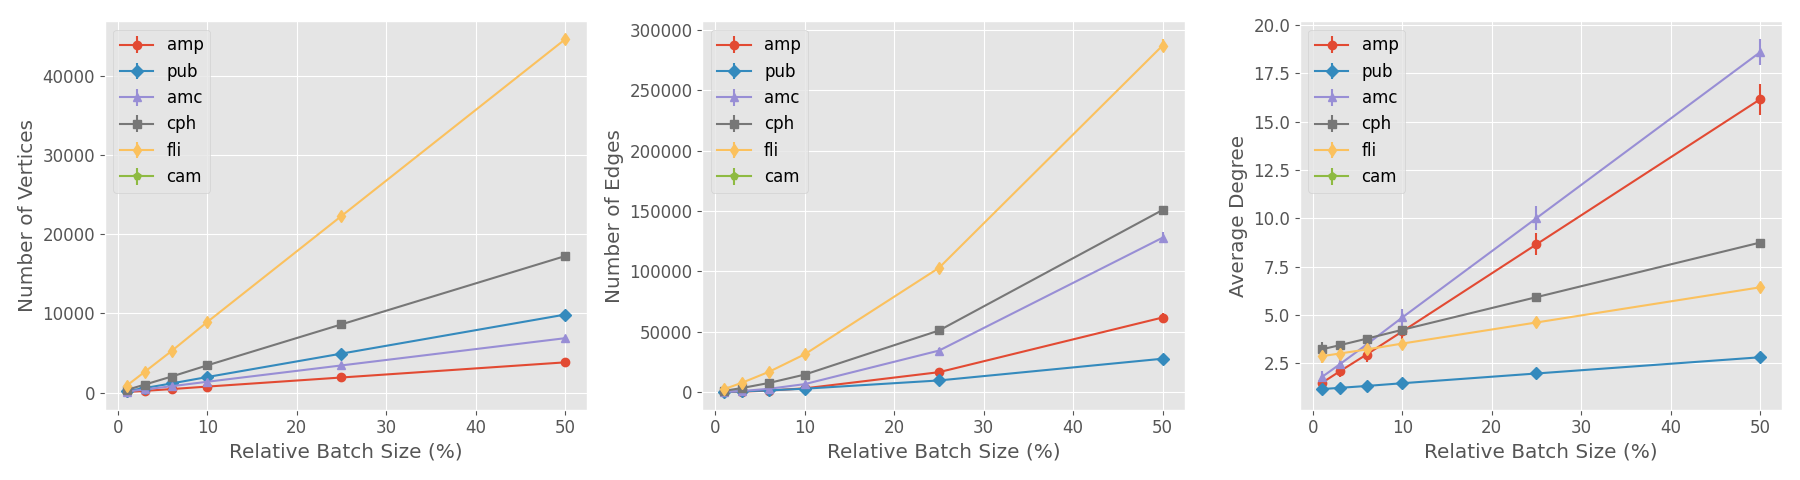 Number of Vertices
40000
30000
20000
10000
0
amp
pub
amc
cph
fli
cam
0 10 20 30 40 50
Relative Batch Size (%)
Number of Edges
300000
250000
200000
150000
100000
50000
0
amp
pub
amc
cph
fli
cam
0 10 20 30 40 50
Relative Batch Size (%)
Average Degree
20.0
17.5
15.0
12.5
10.0
7.5
5.0
2.5
amp
pub
amc
cph
fli
cam
0 10 20 30 40 50
Relative Batch Size (%)